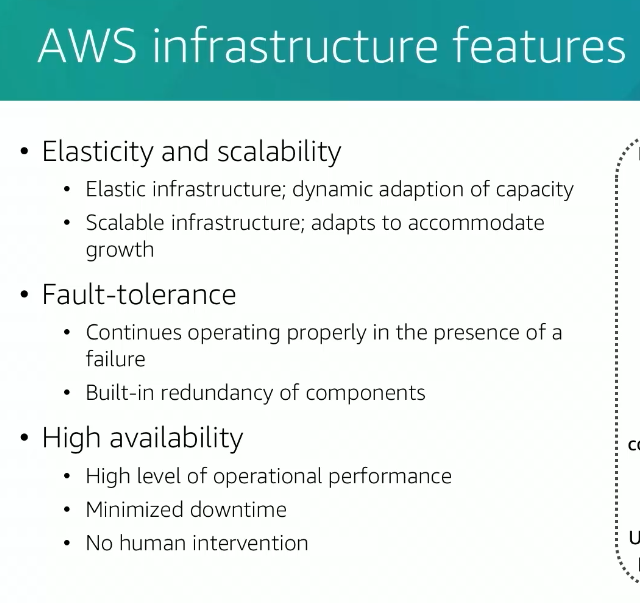 AWS infrastructure features
• Elasticity and scalability
• Elastic infrastructure; dynamic adaption of capacity
• Scalable infrastructure; adapts to accommodate
growth
• Fault-tolerance
• Continues operating properly in the presence of a
failure
• Built-in redundancy of components
• High availability
• High level of operational performance
• Minimized downtime
• No human intervention